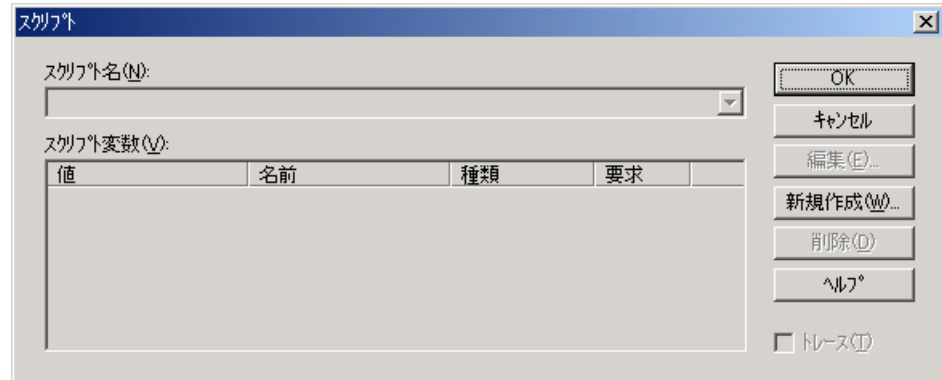 スクリプト
スクリプト名(N):
OK
キャンセル
スクリプト変数(V):
編集(E)...
値 名前 種類 要求
新規作成(W)...
削除(D)
ヘルプ
トレース(T)